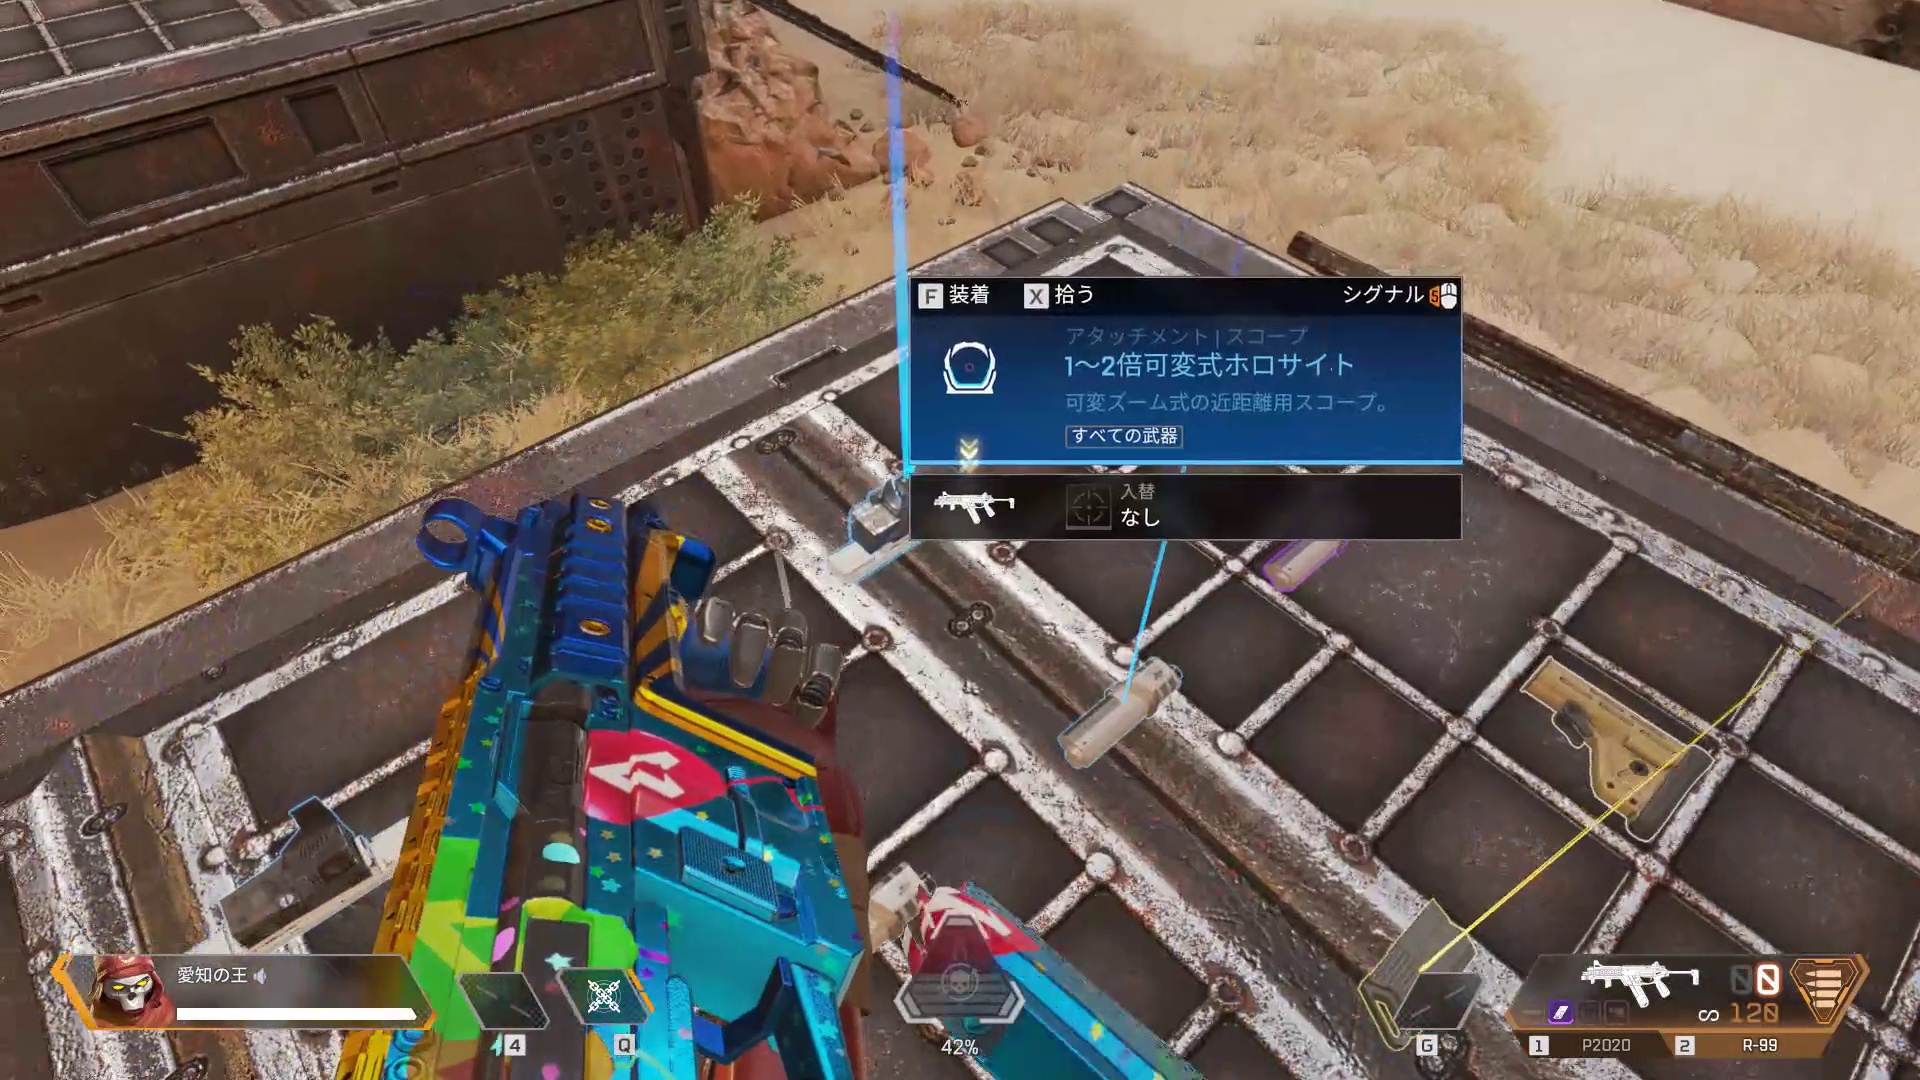 F 装着 X 拾う シグナル 5
アタッチメント | スコープ
1～2倍可変式ホロサイト
可変ズーム式の近距離用スコープ。
すべての武器
入替
なし
愛知の王
4
Q
42%
G
00
∞ 120
1 P2020 2 R-99